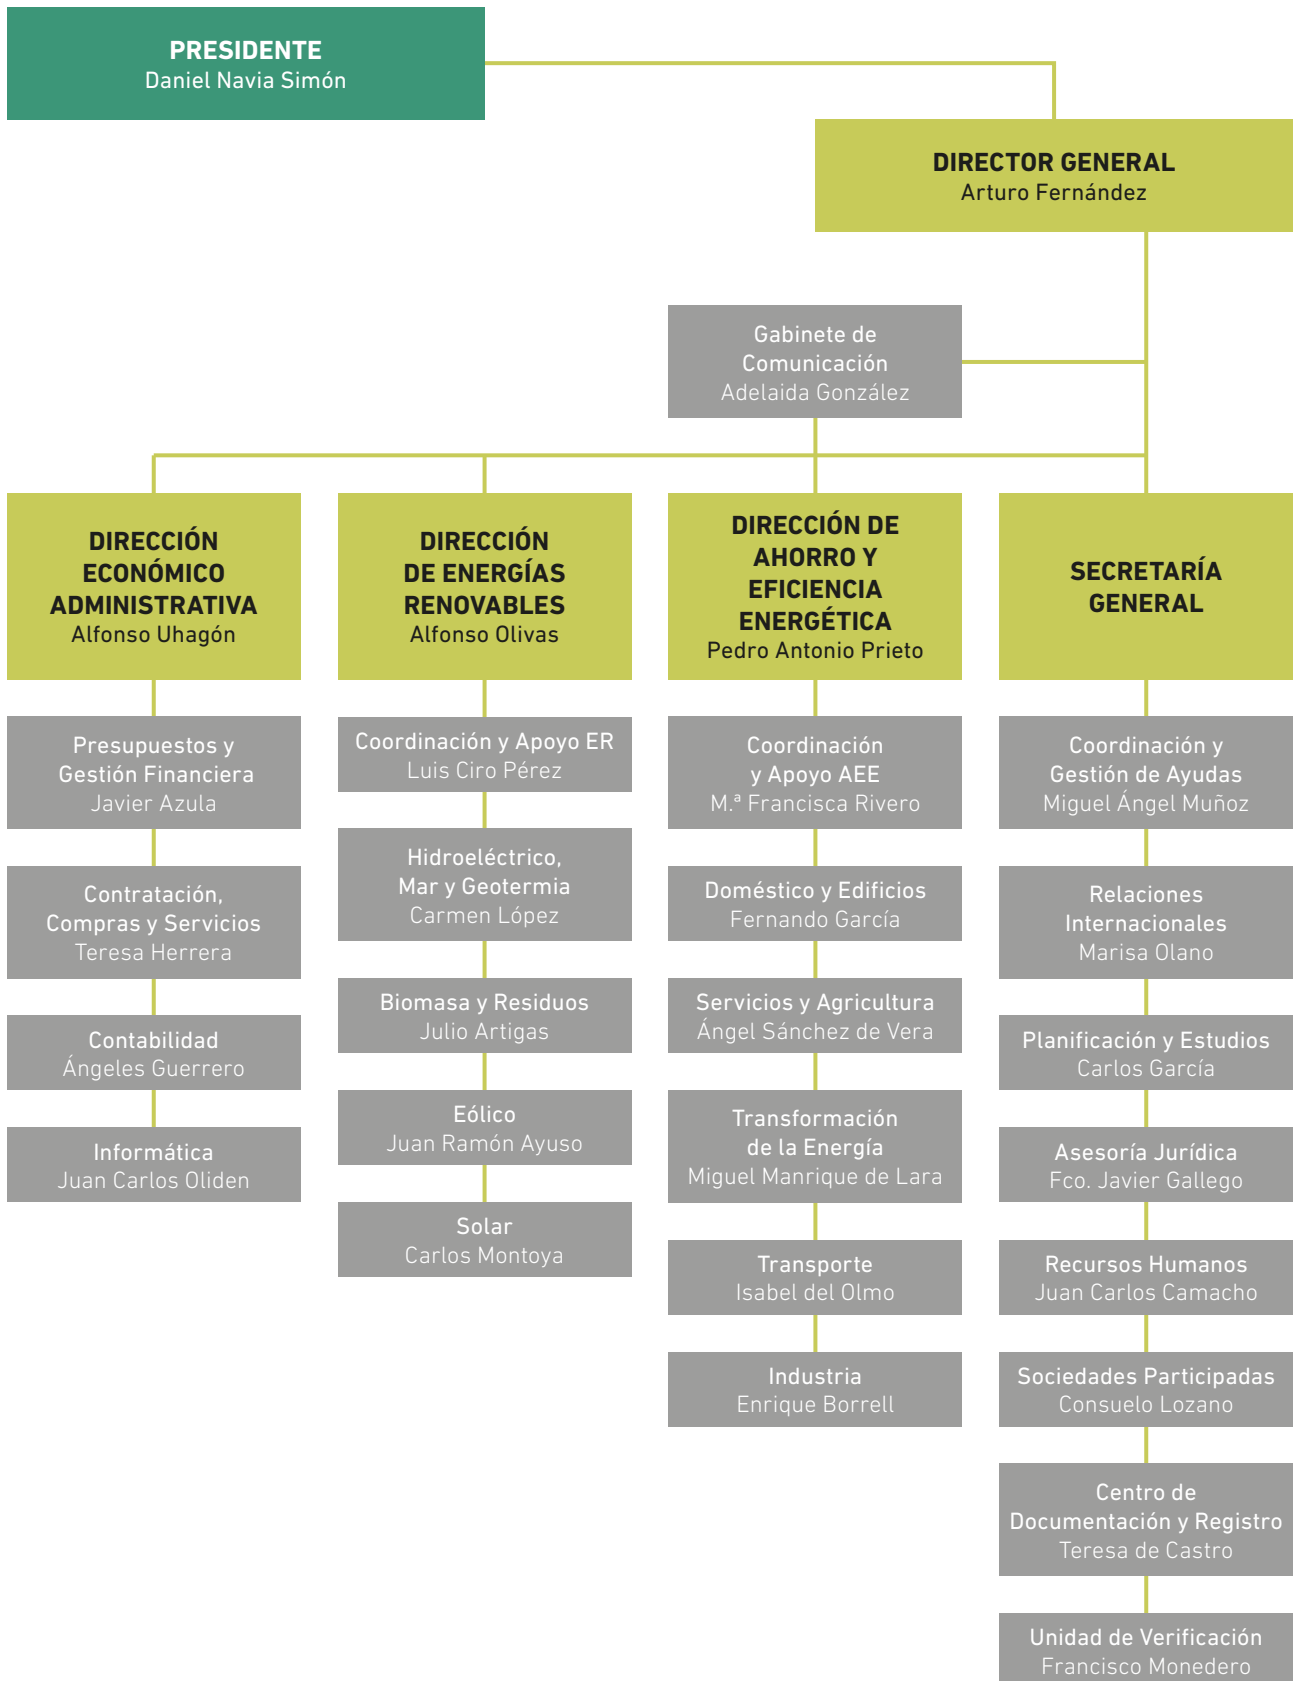 PRESIDENTE
Daniel Navia Simón
DIRECTOR GENERAL
Arturo Fernández
Gabinete de
Comunicación
Adelaida González
DIRECCIÓN
ECONÓMICO
ADMINISTRATIVA
Alfonso Uhagón
Presupuestos y
Gestión Financiera
Javier Azula
Contratación,
Compras y Servicios
Teresa Herrera
Contabilidad
Ángeles Guerrero
Informática
Juan Carlos Oliden
DIRECCIÓN
DE ENERGÍAS
RENOVABLES
Alfonso Olivas
Coordinación y Apoyo ER
Luis Ciro Pérez
Hidroeléctrico,
Mar y Geotermia
Carmen López
Biomasa y Residuos
Julio Artigas
Eólico
Juan Ramón Ayuso
Solar
Carlos Montoya
DIRECCIÓN DE
AHORRO Y
EFICIENCIA
ENERGÉTICA
Pedro Antonio Prieto
Coordinación
y Apoyo AEE
M.ª Francisca Rivero
Doméstico y Edificios
Fernando García
Servicios y Agricultura
Ángel Sánchez de Vera
Transformación
de la Energía
Miguel Manrique de Lara
Transporte
Isabel del Olmo
Industria
Enrique Borrell
SECRETARÍA
GENERAL
Coordinación y
Gestión de Ayudas
Miguel Ángel Muñoz
Relaciones
Internacionales
Marisa Olano
Planificación y Estudios
Carlos García
Asesoría Jurídica
Fco. Javier Gallego
Recursos Humanos
Juan Carlos Camacho
Sociedades Participadas
Consuelo Lozano
Centro de
Documentación y Registro
Teresa de Castro
Unidad de Verificación
Francisco Monedero